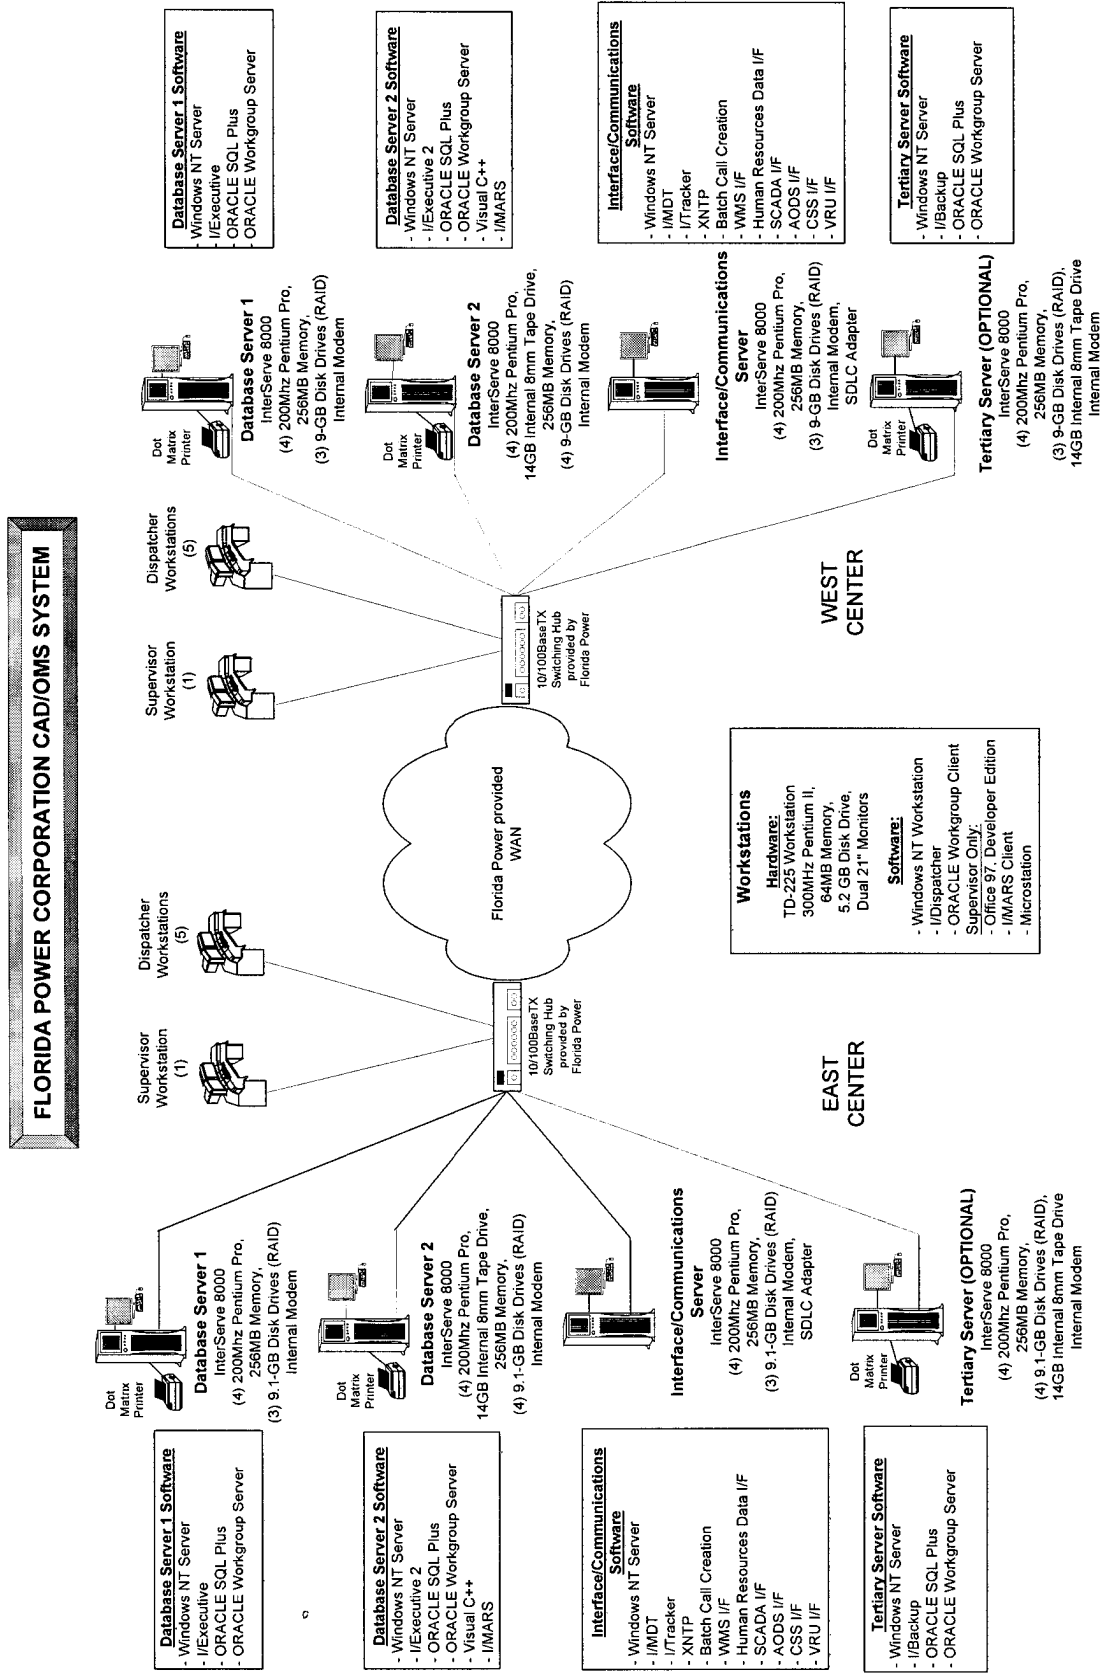 FLORIDA POWER CORPORATION CAD/OMS SYSTEM
Database Server 1 Software
- Windows NT Server
- I/Executive
- ORACLE SQL Plus
- ORACLE Workgroup Server
Dot
Matrix
Printer
Database Server 1
InterServe 8000
(4) 200Mhz Pentium Pro,
256MB Memory,
(3) 9.1-GB Disk Drives (RAID)
Internal Modem
Database Server 2 Software
- Windows NT Server
- I/Executive 2
- ORACLE SQL Plus
- ORACLE Workgroup Server
- Visual C++
- I/MARS
Dot
Matrix
Printer
Database Server 2
InterServe 8000
(4) 200Mhz Pentium Pro,
14GB Internal 8mm Tape Drive,
256MB Memory,
(4) 9.1-GB Disk Drives (RAID)
Internal Modem
Interface/Communications
Software
- Windows NT Server
- I/MDT
- I/Tracker
- XNTP
- Batch Call Creation
- WMS I/F
- Human Resources Data I/F
- SCADA I/F
- AODS I/F
- CSS I/F
- VRU I/F
Interface/Communications
Server
InterServe 8000
(4) 200Mhz Pentium Pro,
256MB Memory,
(3) 9.1-GB Disk Drives (RAID)
Internal Modem,
SDLC Adapter
Tertiary Server Software
- Windows NT Server
- I/Backup
- ORACLE SQL Plus
- ORACLE Workgroup Server
Dot
Matrix
Printer
Tertiary Server (OPTIONAL)
InterServe 8000
(4) 200Mhz Pentium Pro,
256MB Memory,
(4) 9.1-GB Disk Drives (RAID),
14GB Internal 8mm Tape Drive
Internal Modem
Supervisor
Workstation
(1)
Dispatcher
Workstations
(5)
10/100BaseTX
Switching Hub
provided by
Florida Power
EAST
CENTER
Florida Power provided
WAN
Workstations
Hardware:
TD-225 Workstation
300MHz Pentium II,
64MB Memory,
5.2 GB Disk Drive,
Dual 21" Monitors
Software:
- Windows NT Workstation
- I/Dispatcher
- ORACLE Workgroup Client
Supervisor Only:
- Office 97, Developer Edition
- I/MARS Client
- Microstation
Supervisor
Workstation
(1)
Dispatcher
Workstations
(5)
10/100BaseTX
Switching Hub
provided by
Florida Power
WEST
CENTER
Dot
Matrix
Printer
Database Server 1
InterServe 8000
(4) 200Mhz Pentium Pro,
256MB Memory,
(3) 9-GB Disk Drives (RAID)
Internal Modem
Database Server 1 Software
- Windows NT Server
- I/Executive
- ORACLE SQL Plus
- ORACLE Workgroup Server
Dot
Matrix
Printer
Database Server 2
InterServe 8000
(4) 200Mhz Pentium Pro,
14GB Internal 8mm Tape Drive,
256MB Memory,
(4) 9-GB Disk Drives (RAID)
Internal Modem
Database Server 2 Software
- Windows NT Server
- I/Executive 2
- ORACLE SQL Plus
- ORACLE Workgroup Server
- Visual C++
- I/MARS
Interface/Communications
Server
InterServe 8000
(4) 200Mhz Pentium Pro,
256MB Memory,
(3) 9-GB Disk Drives (RAID)
Internal Modem,
SDLC Adapter
Interface/Communications
Software
- Windows NT Server
- I/MDT
- I/Tracker
- XNTP
- Batch Call Creation
- WMS I/F
- Human Resources Data I/F
- SCADA I/F
- AODS I/F
- CSS I/F
- VRU I/F
Dot
Matrix
Printer
Tertiary Server (OPTIONAL)
InterServe 8000
(4) 200Mhz Pentium Pro,
256MB Memory,
(3) 9-GB Disk Drives (RAID),
14GB Internal 8mm Tape Drive
Internal Modem
Tertiary Server Software
- Windows NT Server
- I/Backup
- ORACLE SQL Plus
- ORACLE Workgroup Server